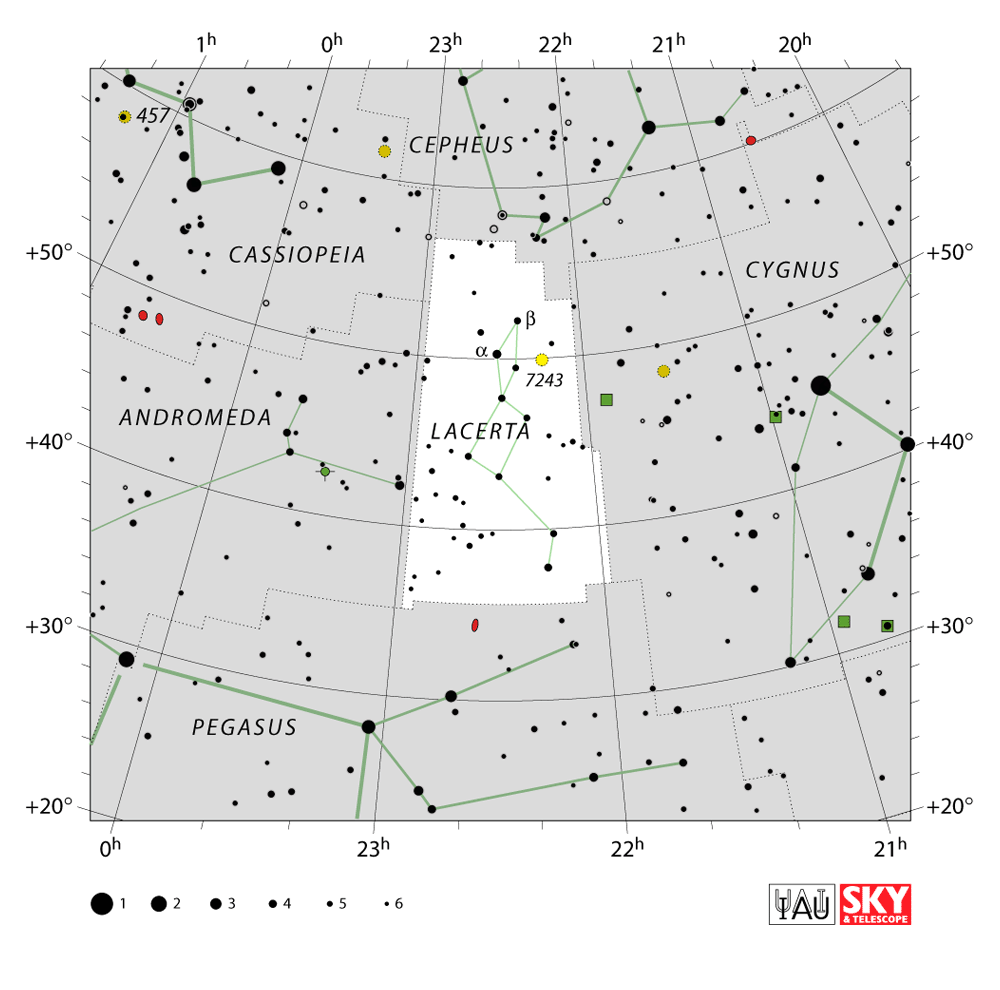 1h 0h 23h 22h 21h 20h
457
CEPHEUS
+50° CASSIOPEIA CYGNUS +50°
β
α
7243
ANDROMEDA LACERTA
+40° +40°
+30° +30°
PEGASUS
+20° +20°
0h 23h 22h 21h
1 2 3 4 5 6
IAU SKY
& TELESCOPE